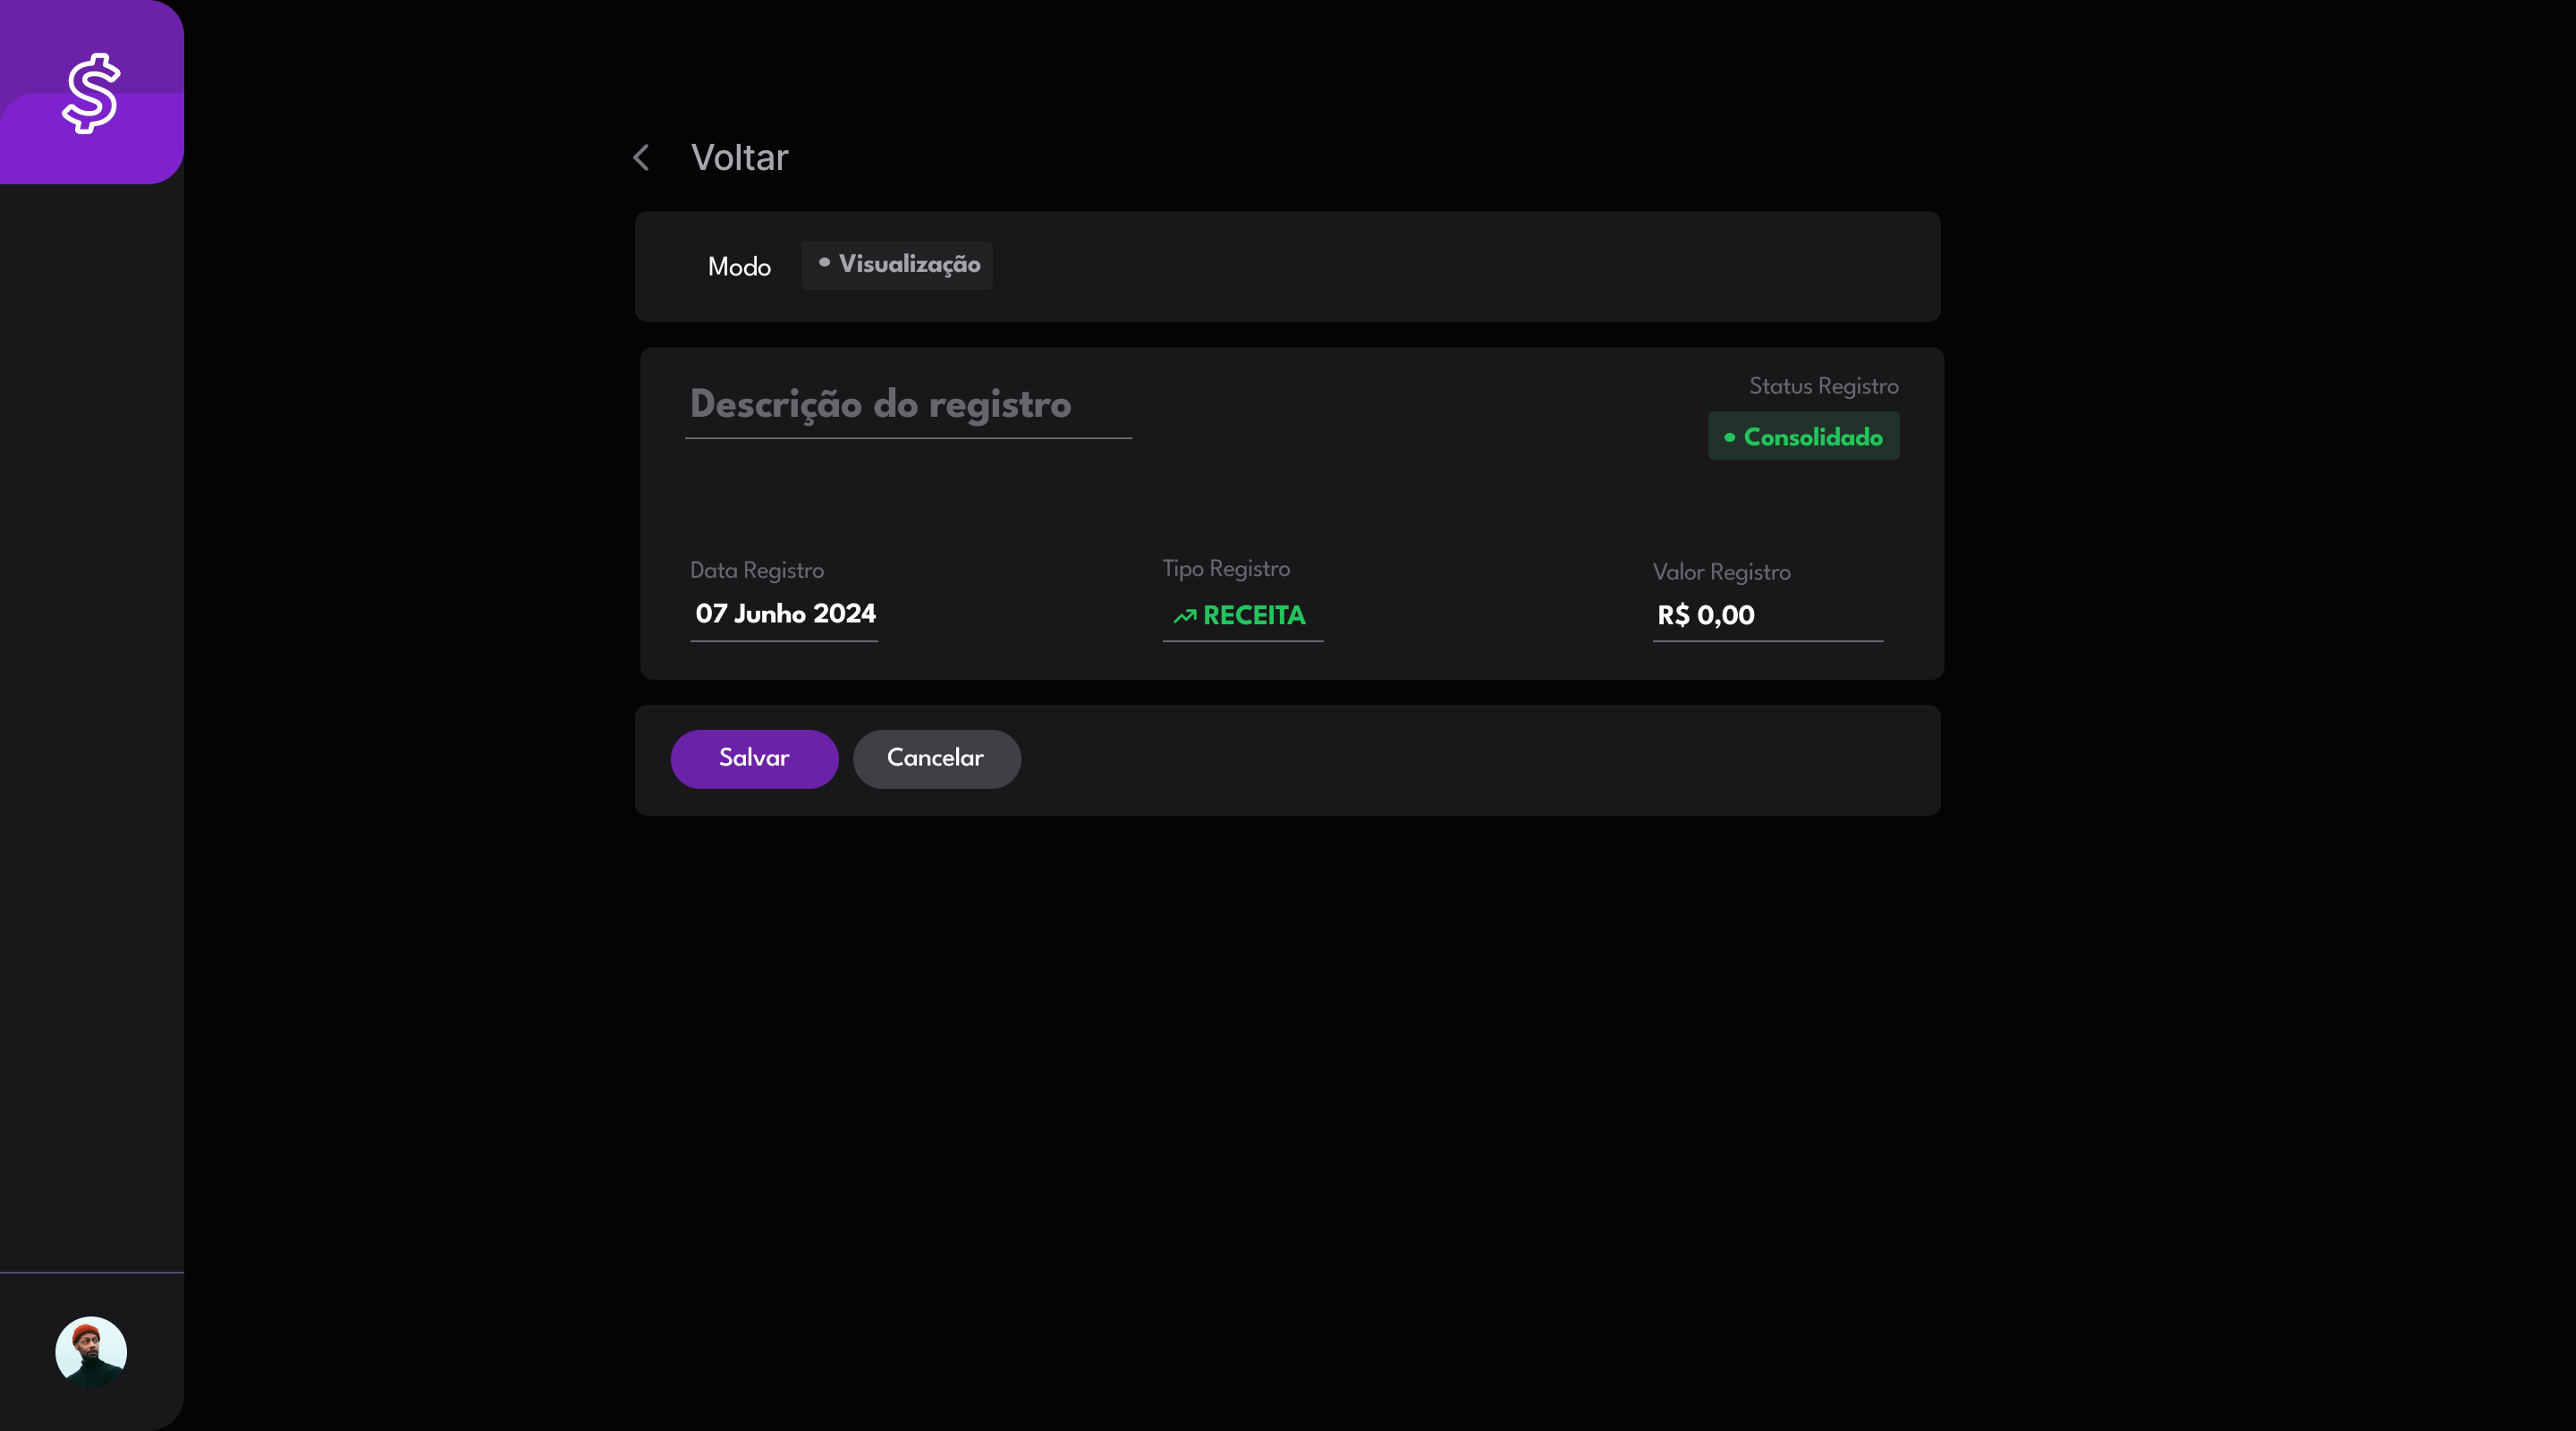 Voltar
Modo
Visualização
Descrição do registro
Status Registro
Consolidado
Data Registro
07 Junho 2024
Tipo Registro
RECEITA
Valor Registro
R$ 0,00
Salvar
Cancelar